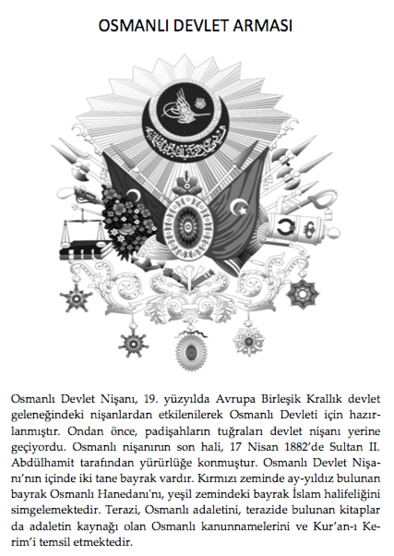 OSMANLI DEVLET ARMASI
Osmanlı Devlet Nişanı, 19. yüzyılda Avrupa Birleşik Krallık devlet
geleneğindeki nişanlardan etkilenilerek Osmanlı Devleti için hazır-
lanmıştır. Ondan önce, padişahların tuğraları devlet nişanı yerine
geçiyordu. Osmanlı nişanının son hali, 17 Nisan 1882’de Sultan II.
Abdülhamit tarafından yürürlüğe konmuştur. Osmanlı Devlet Nişa-
nı’nın içinde iki tane bayrak vardır. Kırmızı zeminde ay-yıldız bulunan
bayrak Osmanlı Hanedanı'nı, yeşil zemindeki bayrak İslam halifeliğini
simgelemektedir. Terazi, Osmanlı adaletini, terazide bulunan kitaplar
da adaletin kaynağı olan Osmanlı kanunnamelerini ve Kur’an-ı Ke-
rim’i temsil etmektedir.